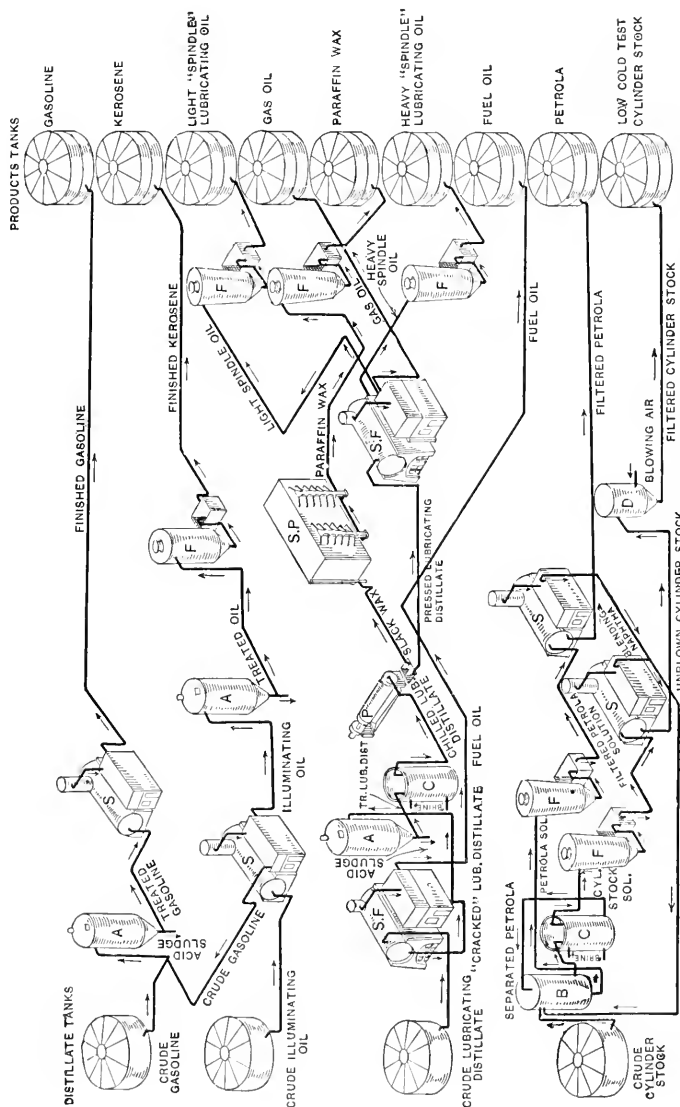 PRODUCTS TANKS
GASOLINE
KEROSENE
LIGHT "SPINDLE"
LUBRICATING OIL
GAS OIL
PARAFFIN WAX
HEAVY "SPINDLE"
LUBRICATING OIL
FUEL OIL
PETROLA
LOW COLD TEST
CYLINDER STOCK
FINISHED GASOLINE
FINISHED KEROSENE
LIGHT SPINDLE OIL
F
F
GAS OIL
HEAVY
SPINDLE
OIL
F
FUEL OIL
FILTERED PETROLA
BLOWING AIR
FILTERED CYLINDER STOCK
F
S.P
PARAFFIN WAX
S.F
PRESSED LUBRICATING
DISTILLATE
D
TREATED OIL
A
SLACK WAX
P
CHILLED LUB.
DISTILLATE
FUEL OIL
S
S
BLENDING
NAPHTHA
UNBLOWN CYLINDER STOCK
S
ILLUMINATING
OIL
S
TR. LUB. DIST
C
BRINE
A
ACID
SLUDGE
S.F
"CRACKED" LUB. DISTILLATE
FILTERED PETROL
SOLUTION
F
F
PETROLA SOL.
CYL.
STOCK
SOL.
TREATED
GASOLINE
A
ACID
SLUDGE
CRUDE GASOLINE
SEPARATED PETROLA
C
BRINE
B
DISTILLATE TANKS
CRUDE
GASOLINE
CRUDE ILLUMINATING
OIL
CRUDE LUBRICATING
DISTILLATE
CRUDE
CYLINDER
STOCK